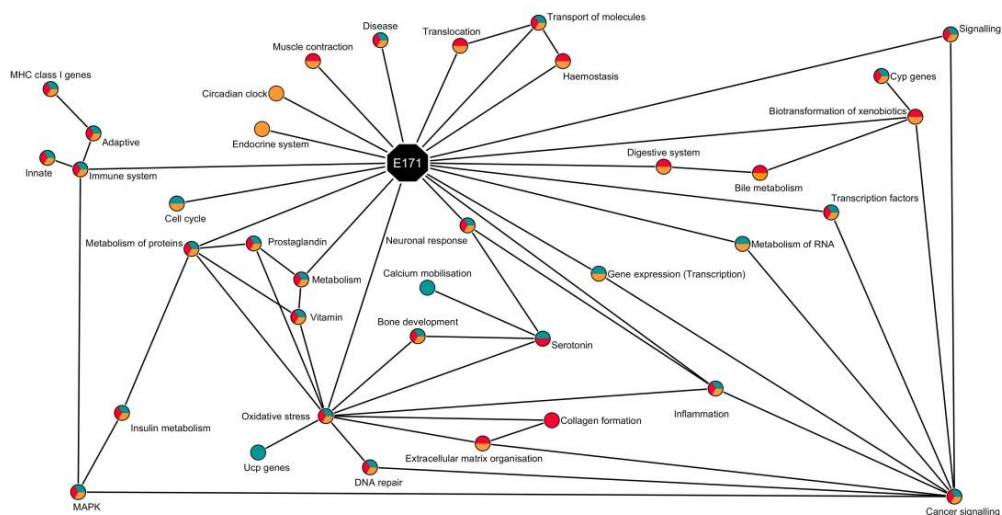 Disease
Transport of molecules
Translocation
Signalling
Muscle contraction
Haemostasis
MHC class I genes
Cyp genes
Circadian clock
Biotransformation of xenobiotics
Endocrine system
Adaptive
Digestive system
E171
Innate
Immune system
Bile metabolism
Transcription factors
Cell cycle
Metabolism of proteins
Prostaglandin
Neuronal response
Metabolism of RNA
Calcium mobilisation
Gene expression (Transcription)
Metabolism
Vitamin
Bone development
Serotonin
Oxidative stress
Inflammation
Insulin metabolism
Collagen formation
Ucp genes
Extracellular matrix organisation
DNA repair
MAPK
Cancer signalling